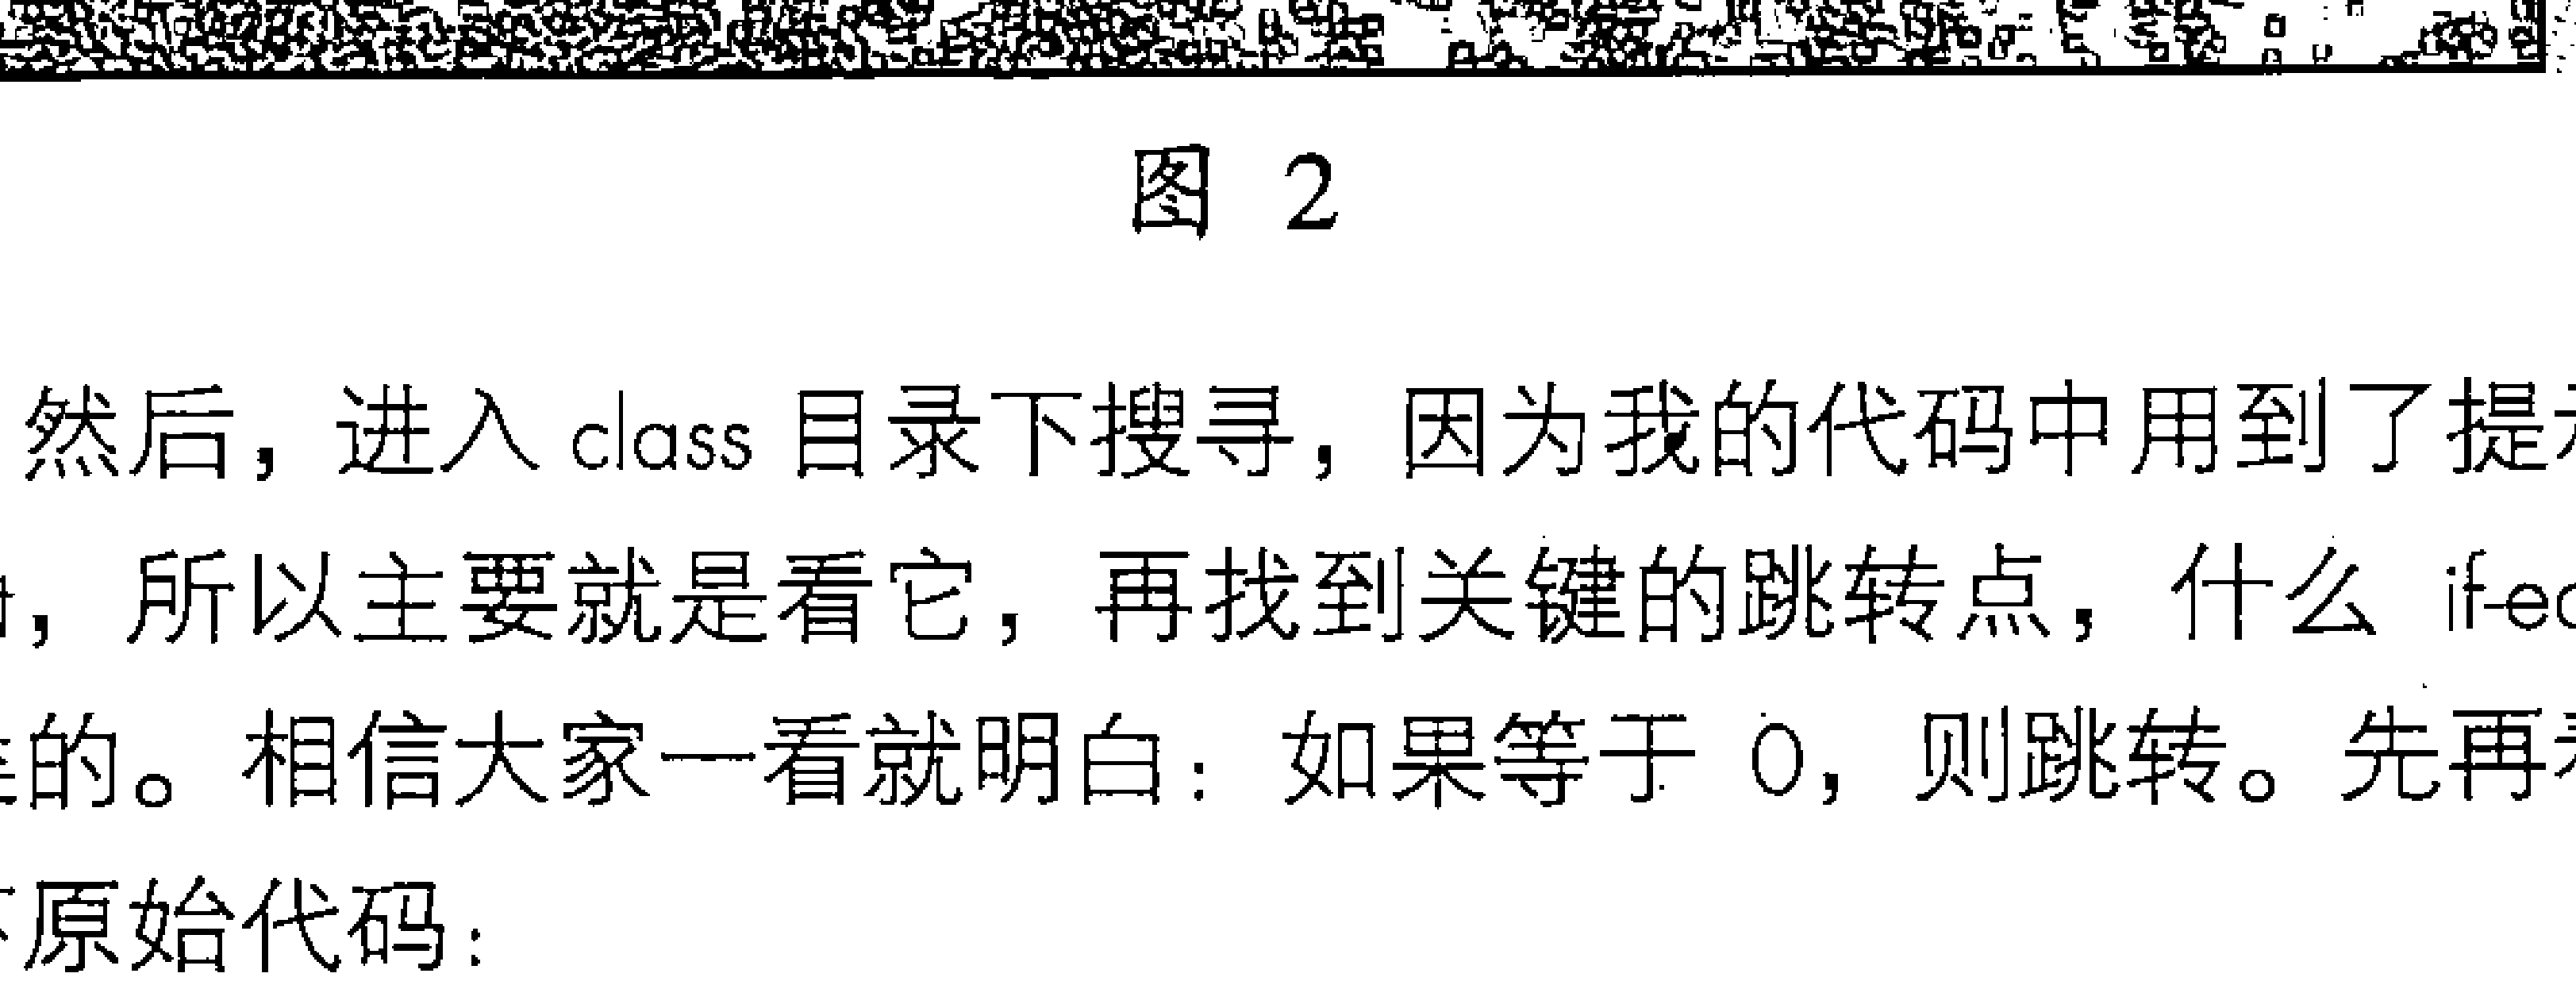 图 2
然后，进入 class 目录下搜寻，因为我的代码中用到了提
，所以主要就是看它，再找到关键的跳转点，什么
的。相信大家一看就明白：如果等于 0，则跳转。先再
原始代码：